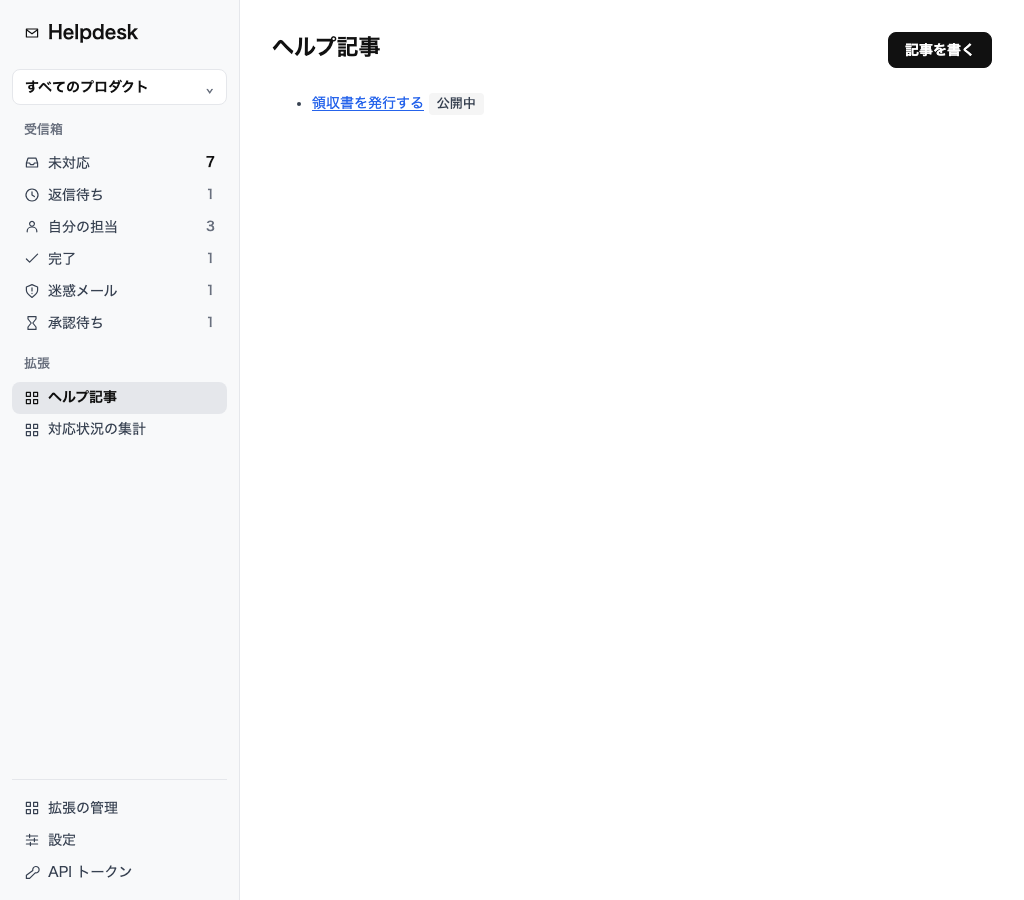 Helpdesk
すべてのプロダクト
受信箱
未対応 7
返信待ち 1
自分の担当 3
完了 1
迷惑メール 1
承認待ち 1
拡張
ヘルプ記事
対応状況の集計
拡張の管理
設定
API トークン
ヘルプ記事
記事を書く
領収書を発行する 公開中